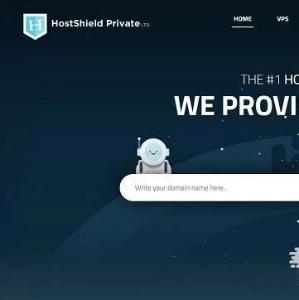 HostShield Private LTD.
HOME
VPS
THE #1 HO
WE PROVI
Write your domain name here..